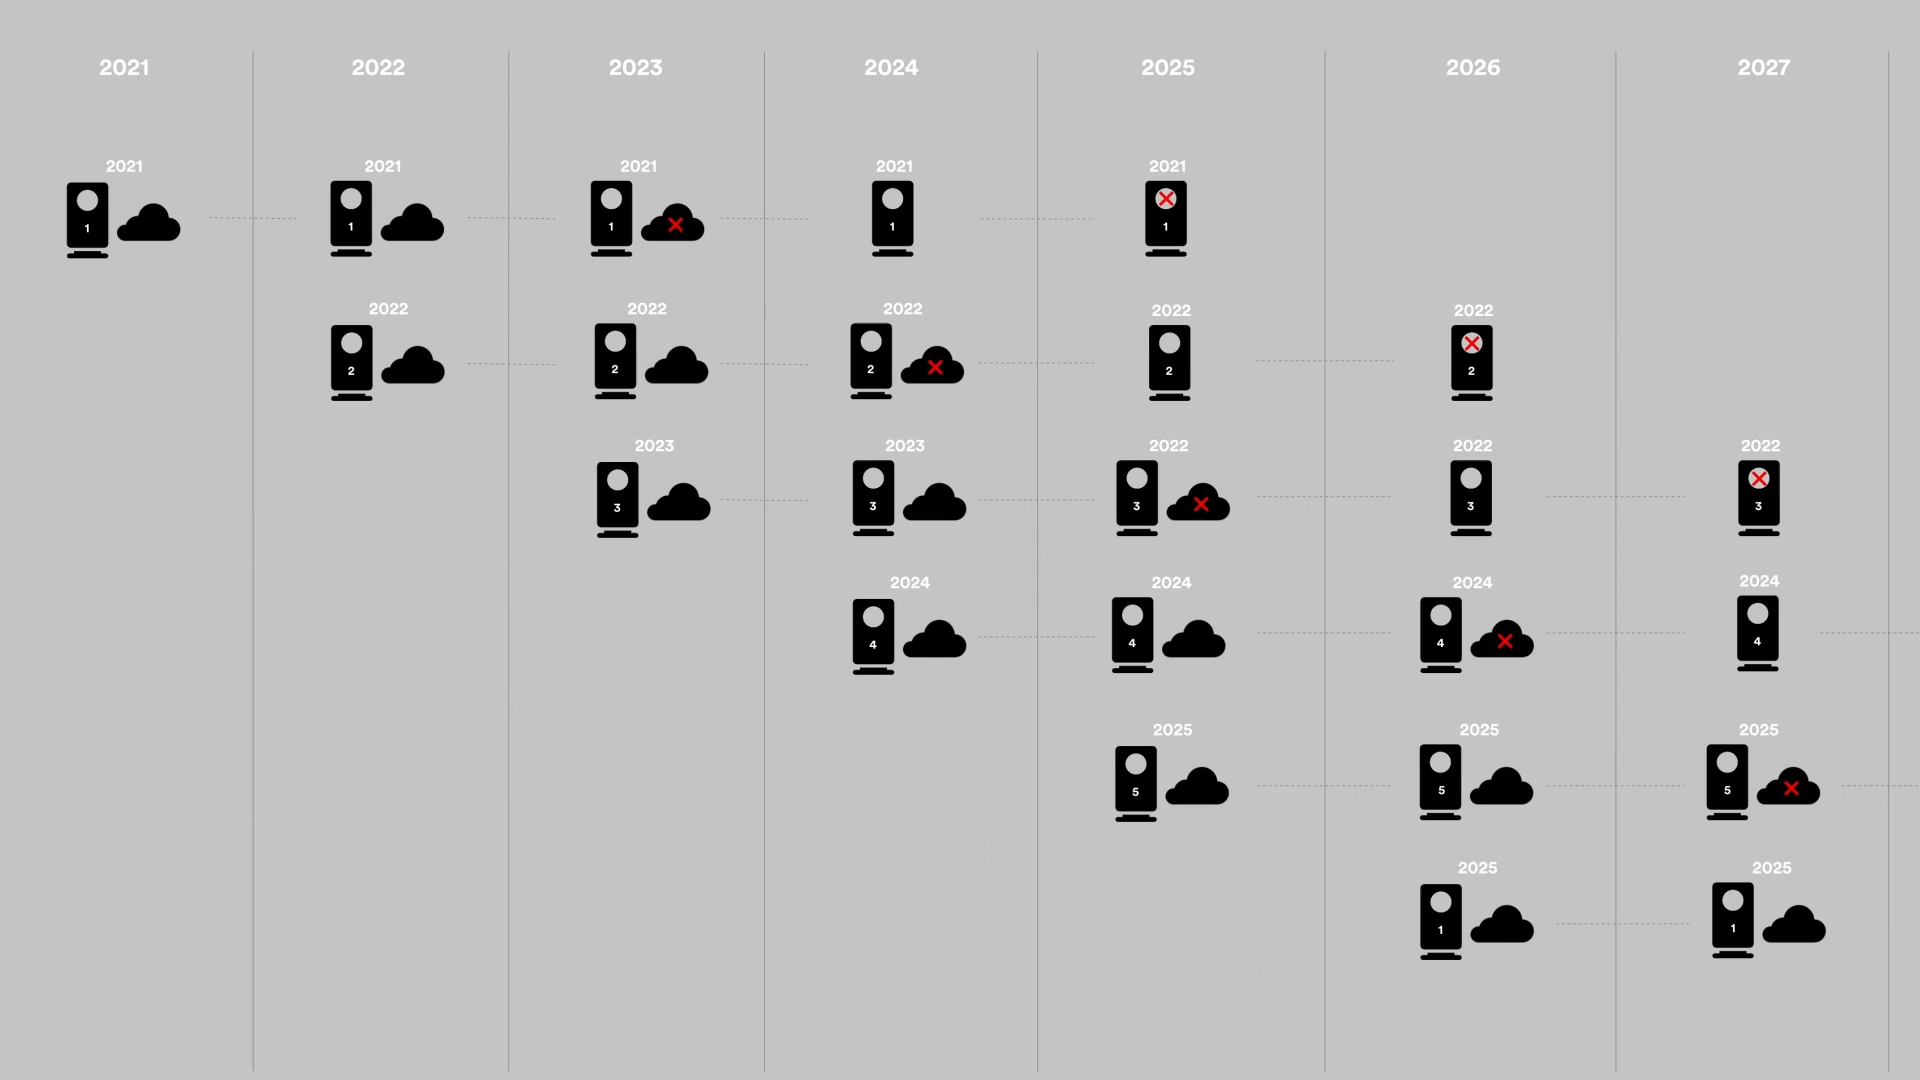 2021 2022 2023 2024 2025 2026 2027
2021 2021 2021 2021 2021
1 1 1 1 1
2022 2022 2022 2022 2022
2 2 2 2 2
2023 2023 2022 2022 2022
3 3 3 3 3
2024 2024 2024 2024
4 4 4 4
2025 2025 2025
5 5 5
2025 2025
1 1